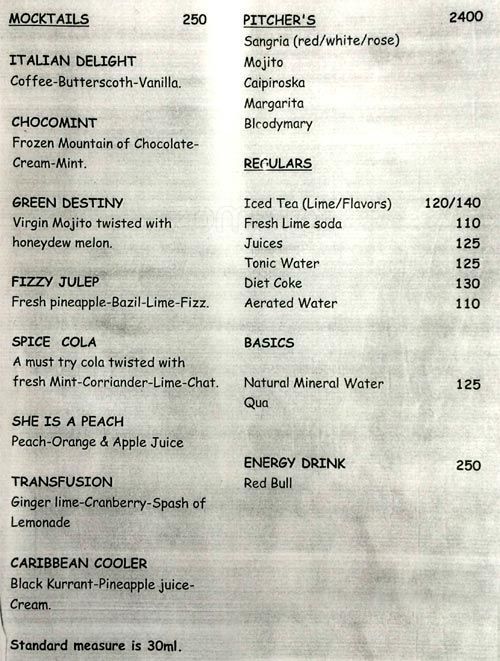 MOCKTAILS 250
ITALIAN DELIGHT
Coffee-Butterscoth-Vanilla.
CHOCOMINT
Frozen Mountain of Chocolate-
Cream-Mint.
GREEN DESTINY
Virgin Mojito twisted with
honeydew melon.
FIZZY JULEP
Fresh pineapple-Bazil-Lime-Fizz.
SPICE COLA
A must try cola twisted with
fresh Mint-Corriander-Lime-Chat.
SHE IS A PEACH
Peach-Orange & Apple Juice
TRANSFUSION
Ginger lime-Cranberry-Spash of
Lemonade
CARIBBEAN COOLER
Black Kurrant-Pineapple juice-
Cream.
Standard measure is 30ml.
PITCHER'S 2400
Sangria (red/white/rose)
Mojito
Caipiroska
Margarita
Bloodymary
REGULARS
Iced Tea (Lime/Flavors) 120/140
Fresh Lime soda 110
Juices 125
Tonic Water 125
Diet Coke 130
Aerated Water 110
BASICS
Natural Mineral Water 125
Qua
ENERGY DRINK 250
Red Bull